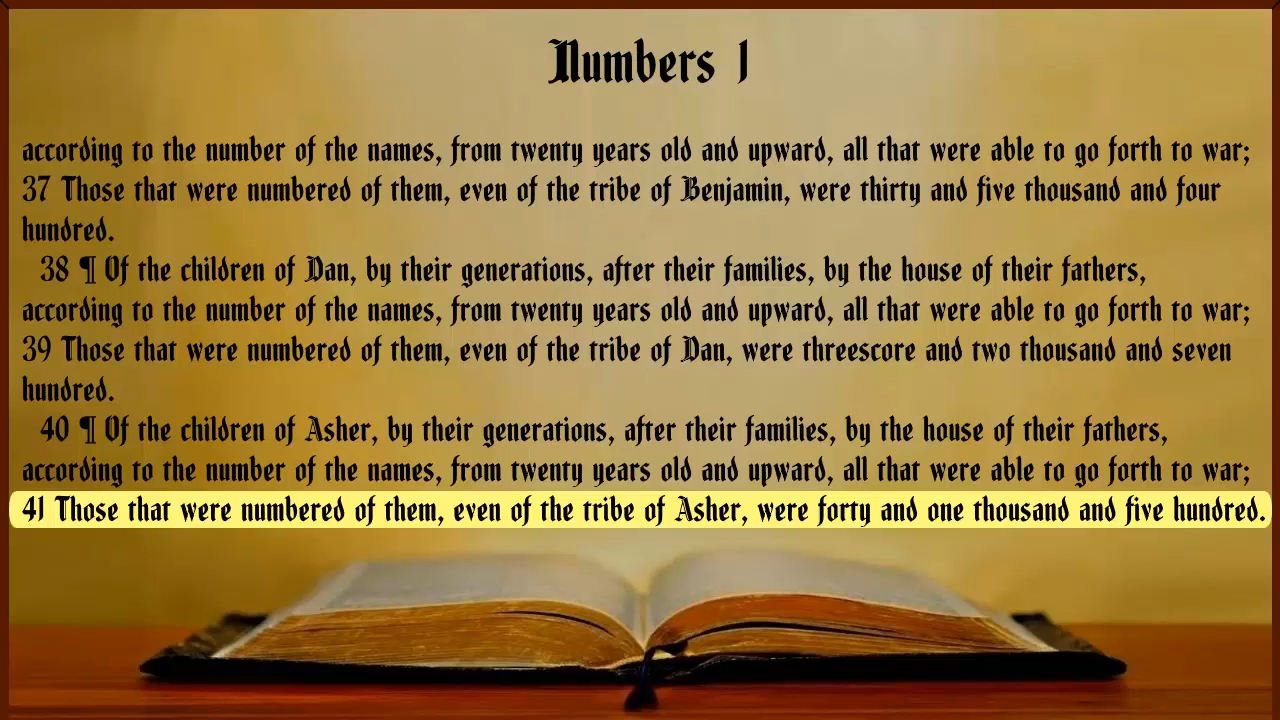 Numbers 1
according to the number of the names, from twenty years old and upward, all that were able to go forth to war;
37 Those that were numbered of them, even of the tribe of Benjamin, were thirty and five thousand and four
hundred.
38 ¶ Of the children of Dan, by their generations, after their families, by the house of their fathers,
according to the number of the names, from twenty years old and upward, all that were able to go forth to war;
39 Those that were numbered of them, even of the tribe of Dan, were threescore and two thousand and seven
hundred.
40 ¶ Of the children of Asher, by their generations, after their families, by the house of their fathers,
according to the number of the names, from twenty years old and upward, all that were able to go forth to war;
41 Those that were numbered of them, even of the tribe of Asher, were forty and one thousand and five hundred.